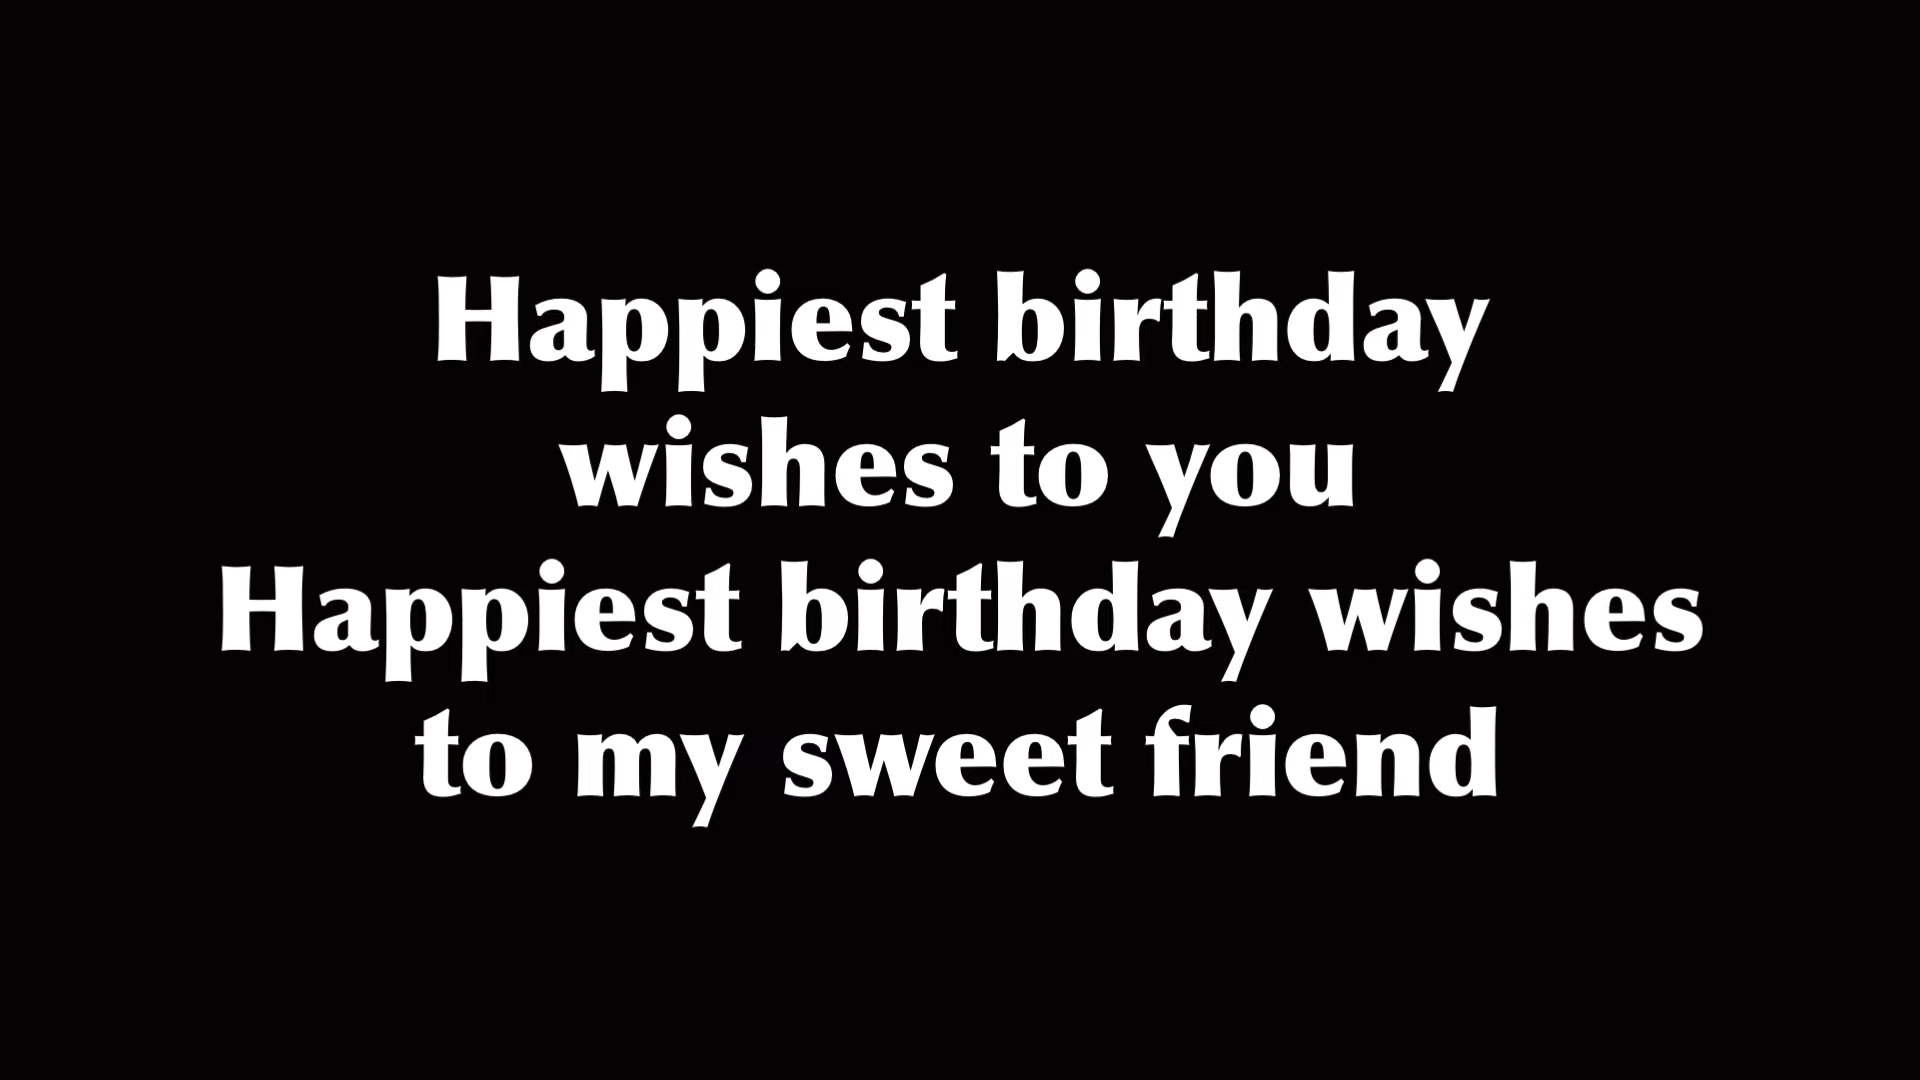 Happiest birthday
wishes to you
Happiest birthday wishes
to my sweet friend